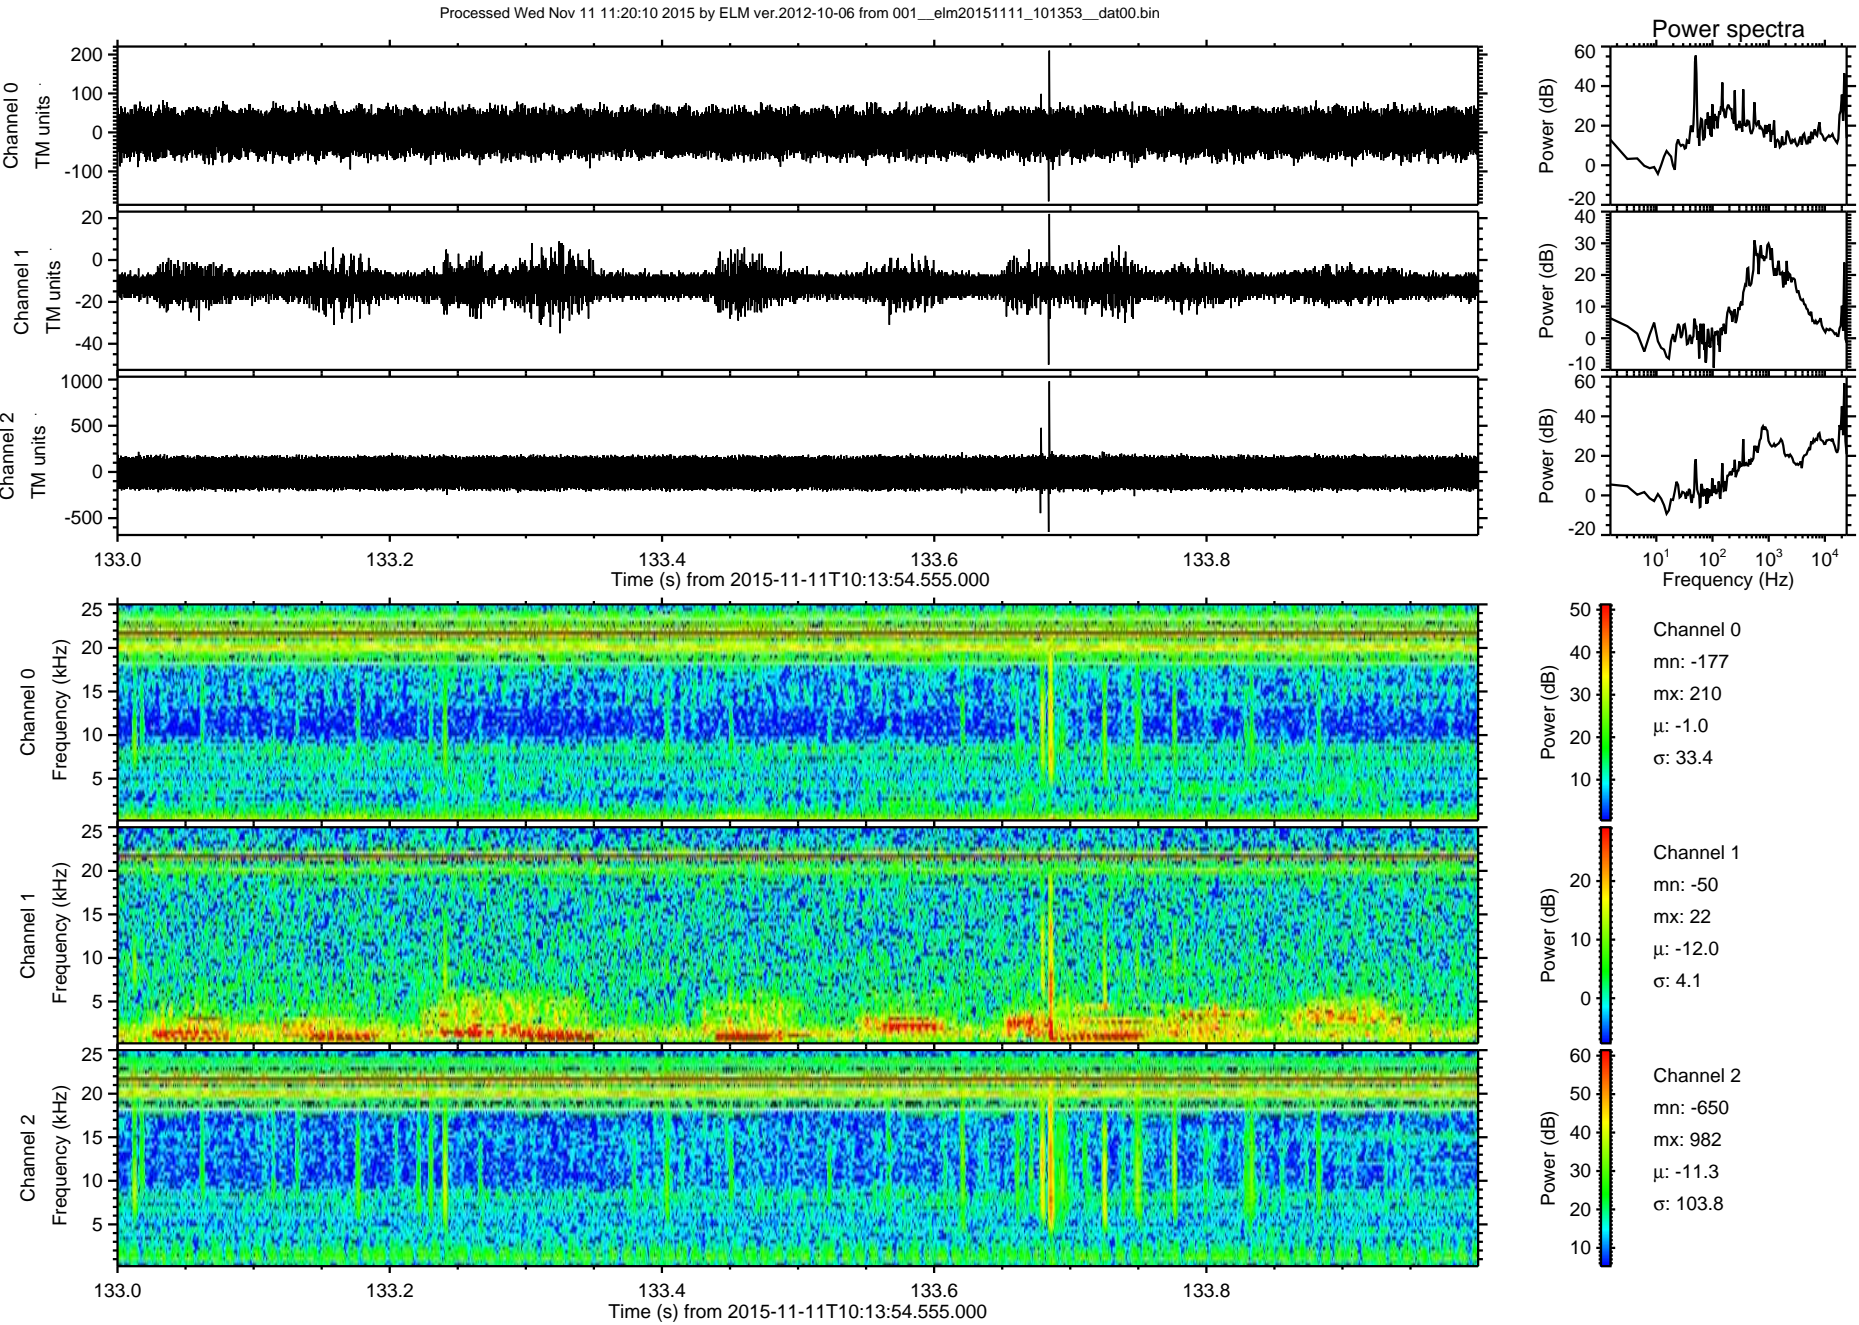 Processed Wed Nov 11 11:20:10 2015 by ELM ver.2012-10-06 from 001__elm20151111_101353__dat00.bin
Power spectra
Channel 0
TM units
200
100
0
-100
Power (dB)
60
40
20
0
-20
Channel 1
TM units
20
0
-20
-40
Power (dB)
40
30
20
10
0
-10
Channel 2
TM units
1000
500
0
-500
Power (dB)
60
40
20
0
-20
133.0 133.2 133.4 133.6 133.8
Time (s) from 2015-11-11T10:13:54.555.000
10¹ 10² 10³ 10⁴
Frequency (Hz)
Channel 0
Frequency (kHz)
25
20
15
10
5
Power (dB)
50
40
30
20
10
Channel 0
mn: -177
mx: 210
μ: -1.0
σ: 33.4
Channel 1
Frequency (kHz)
25
20
15
10
5
Power (dB)
20
10
0
Channel 1
mn: -50
mx: 22
μ: -12.0
σ: 4.1
Channel 2
Frequency (kHz)
25
20
15
10
5
Power (dB)
60
50
40
30
20
10
Channel 2
mn: -650
mx: 982
μ: -11.3
σ: 103.8
133.0 133.2 133.4 133.6 133.8
Time (s) from 2015-11-11T10:13:54.555.000